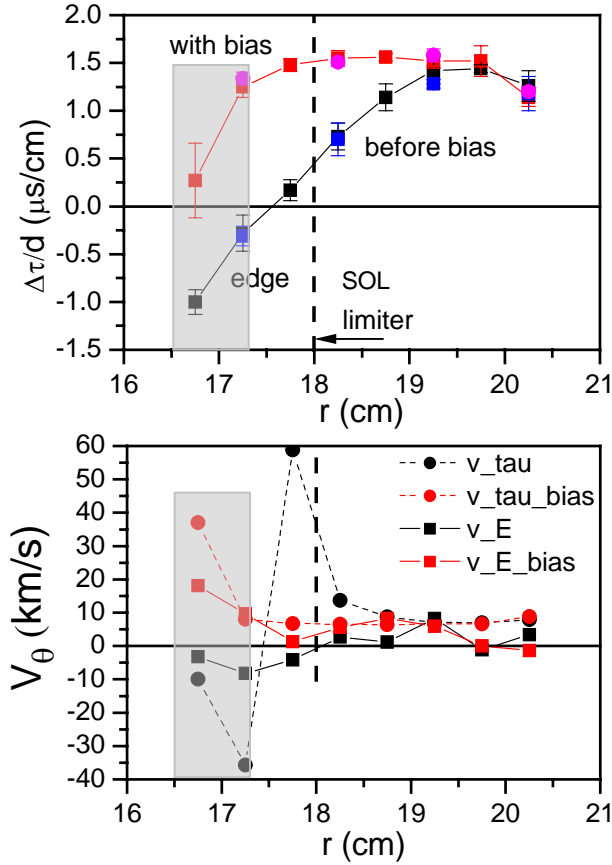 2.0
1.5
1.0
0.5
0.0
-0.5
-1.0
-1.5
Δτ/d (μs/cm)
with bias
before bias
edge
SOL
limiter
16 17 18 19 20 21
r (cm)
60
50
40
30
20
10
0
-10
-20
-30
-40
V_θ (km/s)
v_tau
v_tau_bias
v_E
v_E_bias
16 17 18 19 20 21
r (cm)